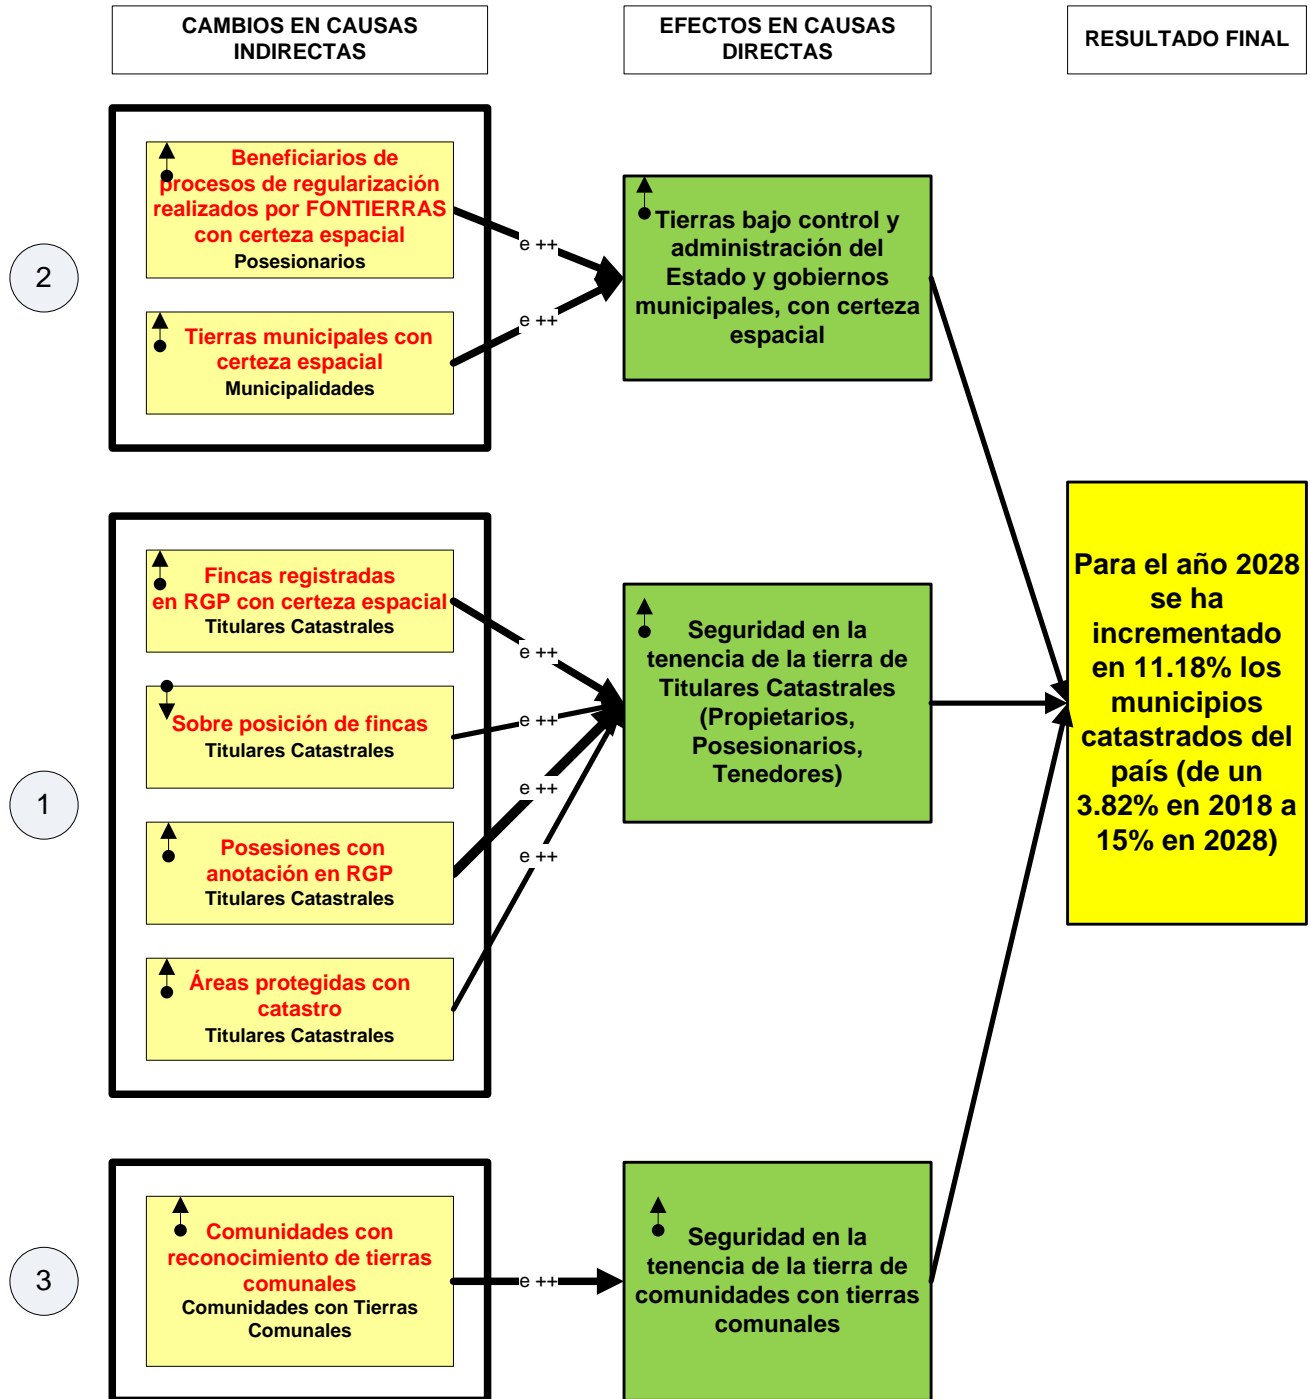 CAMBIOS EN CAUSAS
INDIRECTAS
EFECTOS EN CAUSAS
DIRECTAS
RESULTADO FINAL
2
Beneficiarios de
procesos de regularización
realizados por FONTIERRAS
con certeza espacial
Posesionarios
e ++
Tierras municipales con
certeza espacial
Municipalidades
e ++
Tierras bajo control y
administración del
Estado y gobiernos
municipales, con certeza
espacial
1
Fincas registradas
en RGP con certeza espacial
Titulares Catastrales
e ++
Sobre posición de fincas
Titulares Catastrales
e ++
Posesiones con
anotación en RGP
Titulares Catastrales
e ++
Áreas protegidas con
catastro
Titulares Catastrales
e ++
Seguridad en la
tenencia de la tierra de
Titulares Catastrales
(Propietarios,
Posesionarios,
Tenedores)
3
Comunidades con
reconocimiento de tierras
comunales
Comunidades con Tierras
Comunales
e ++
Seguridad en la
tenencia de la tierra de
comunidades con tierras
comunales
Para el año 2028
se ha
incrementado
en 11.18% los
municipios
catastrados del
país (de un
3.82% en 2018 a
15% en 2028)